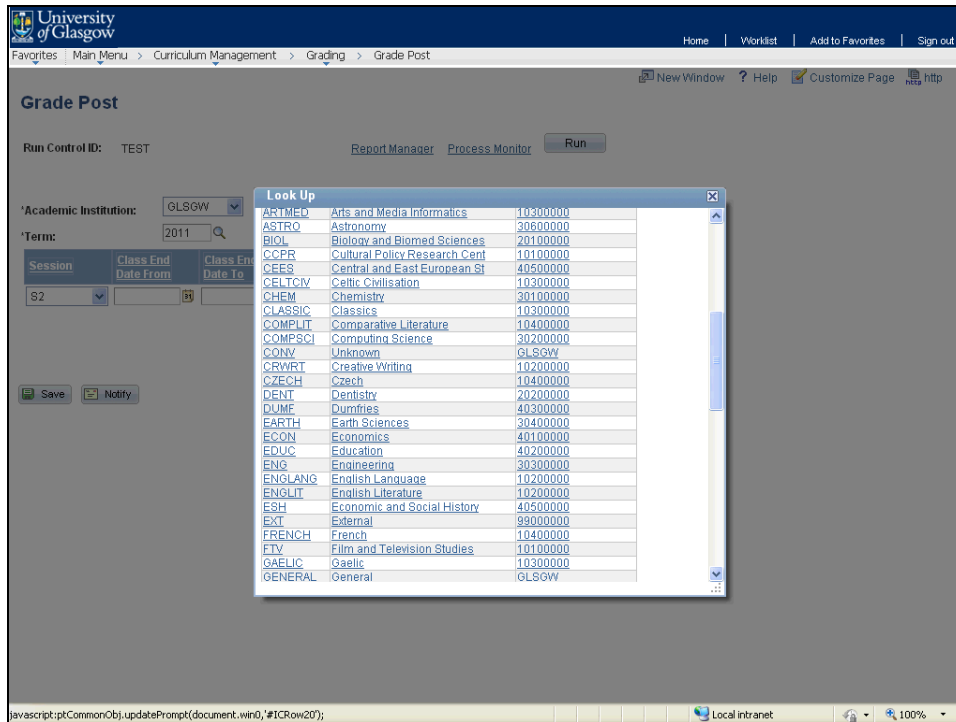 University
of Glasgow
Home | Worklist | Add to Favorites | Sign out
Favorites Main Menu > Curriculum Management > Grading > Grade Post
New Window ? Help Customize Page http
Grade Post
Run Control ID: TEST Report Manager Process Monitor Run
Look Up
*Academic Institution: GLSGW
*Term: 2011
Session Class End Date From Class End Date To
S2
Save Notify
ARTMED Arts and Media Informatics 10300000
ASTRO Astronomy 30600000
BIOL Biology and Biomed Sciences 20100000
CCPR Cultural Policy Research Cent 10100000
CEES Central and East European St 40500000
CELTCIV Celtic Civilisation 10300000
CHEM Chemistry 30100000
CLASSIC Classics 10300000
COMPLIT Comparative Literature 10400000
COMPSCI Computing Science 30200000
CONV Unknown GLSGW
CRWRT Creative Writing 10200000
CZECH Czech 10400000
DENT Dentistry 20200000
DUMF Dumfries 40300000
EARTH Earth Sciences 30400000
ECON Economics 40100000
EDUC Education 40200000
ENG Engineering 30300000
ENGLANG English Language 10200000
ENGLIT English Literature 10200000
ESH Economic and Social History 40500000
EXT External 99000000
FRENCH French 10400000
FTV Film and Television Studies 10100000
GAELIC Gaelic 10300000
GENERAL General GLSGW
javascript:ptCommonObj.updatePrompt(document.win0,'#ICRow20'); Local intranet 100%